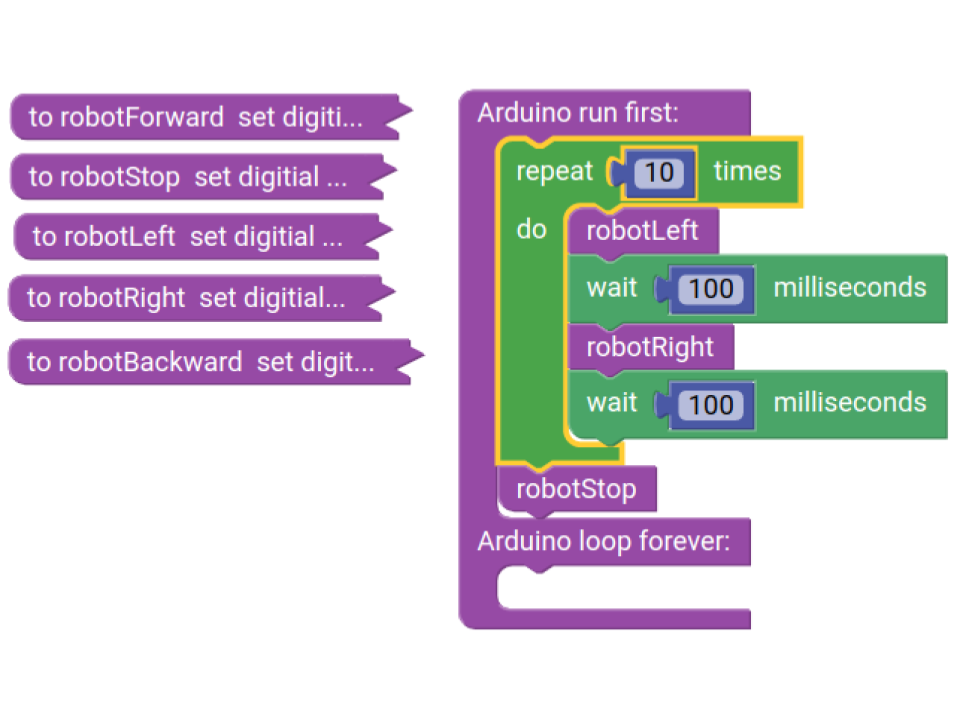 to robotForward set digiti...
to robotStop set digitial ...
to robotLeft set digitial ...
to robotRight set digitial...
to robotBackward set digit...
Arduino run first:
repeat 10 times
do robotLeft
wait 100 milliseconds
robotRight
wait 100 milliseconds
robotStop
Arduino loop forever: